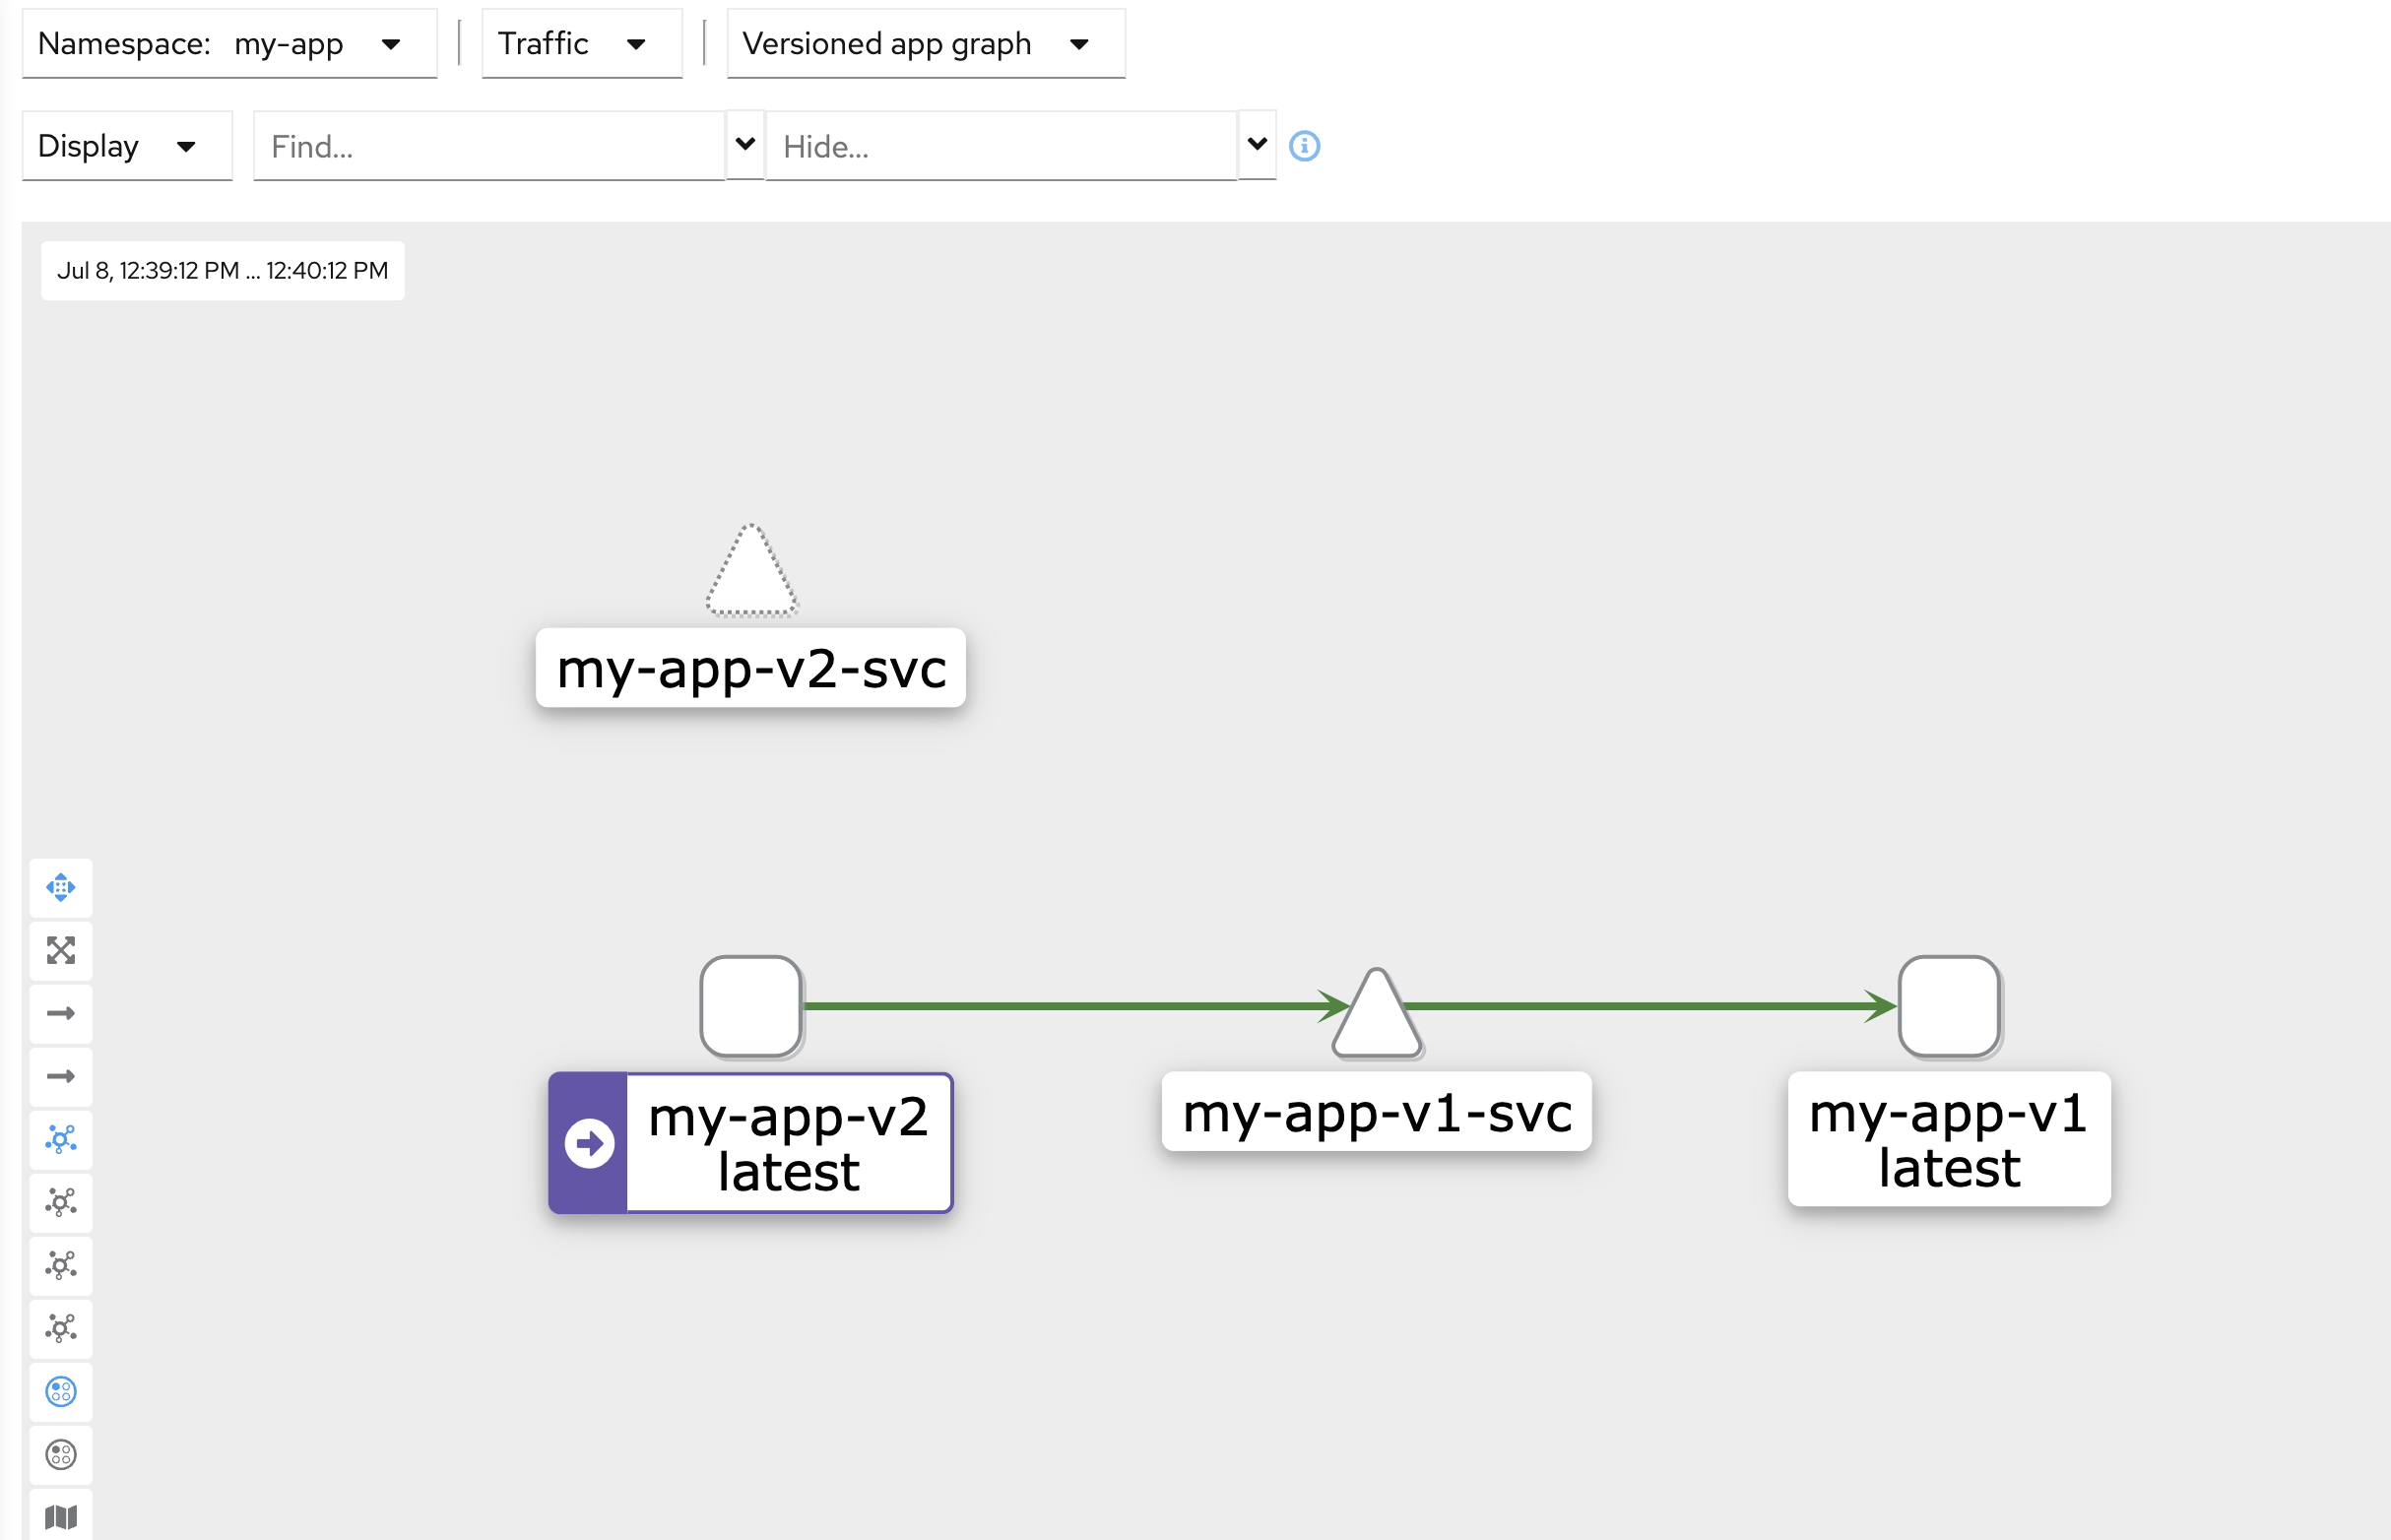 Namespace: my-app
Traffic
Versioned app graph
Display
Find...
Hide...
Jul 8, 12:39:12 PM ... 12:40:12 PM
my-app-v2-svc
my-app-v2
latest
my-app-v1-svc
my-app-v1
latest